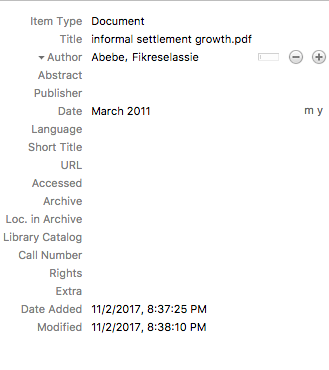 Item Type Document
Title informal settlement growth.pdf
Author Abebe, Fikreselassie
Abstract
Publisher
Date March 2011 m y
Language
Short Title
URL
Accessed
Archive
Loc. in Archive
Library Catalog
Call Number
Rights
Extra
Date Added 11/2/2017, 8:37:25 PM
Modified 11/2/2017, 8:38:10 PM